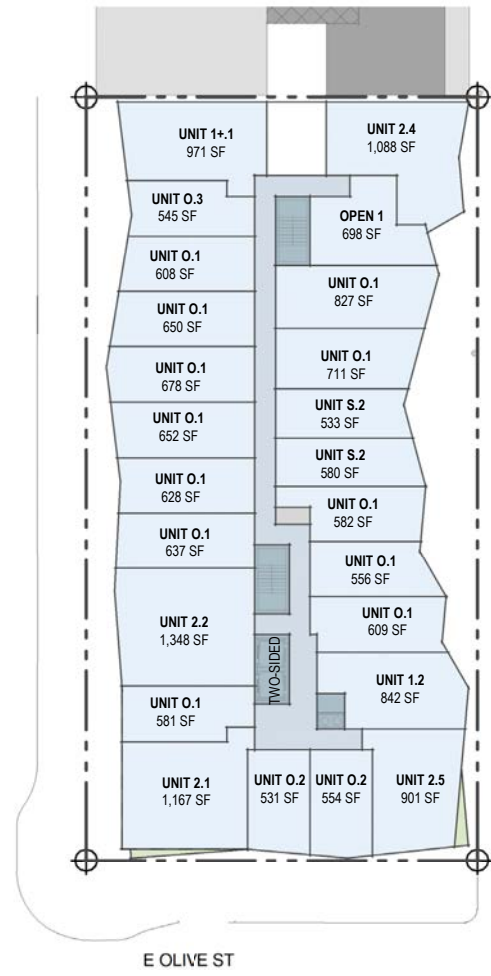 UNIT 1+.1
971 SF
UNIT 2.4
1,088 SF
UNIT O.3
545 SF
OPEN 1
698 SF
UNIT O.1
608 SF
UNIT O.1
827 SF
UNIT O.1
650 SF
UNIT O.1
711 SF
UNIT O.1
678 SF
UNIT S.2
533 SF
UNIT O.1
652 SF
UNIT S.2
580 SF
UNIT O.1
628 SF
UNIT O.1
582 SF
UNIT O.1
637 SF
UNIT O.1
556 SF
UNIT 2.2
1,348 SF
UNIT O.1
609 SF
TWO-SIDED
UNIT 1.2
842 SF
UNIT O.1
581 SF
UNIT 2.1
1,167 SF
UNIT O.2
531 SF
UNIT O.2
554 SF
UNIT 2.5
901 SF
E OLIVE ST